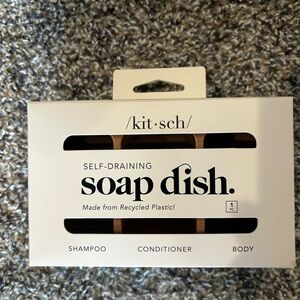 /kit·sch/
SELF-DRAINING
soap dish.
Made from Recycled Plastic!
1
SHAMPOO CONDITIONER BODY